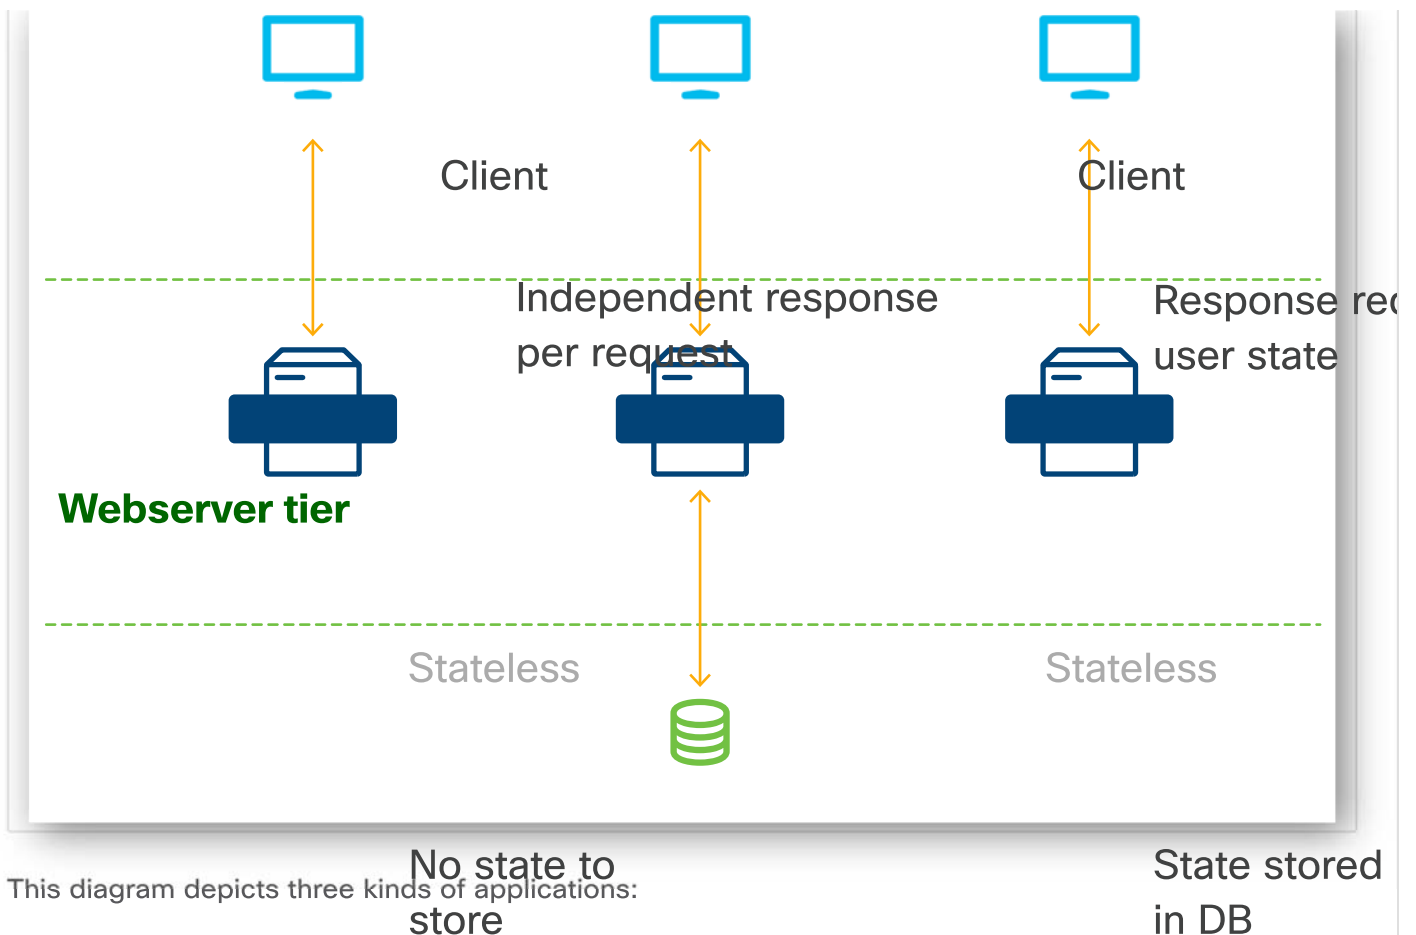 Client
Client
Independent response
per request
Response
user state
Webserver tier
Stateless
Stateless
No state to
store
State stored
in DB
This diagram depicts three kinds of applications: